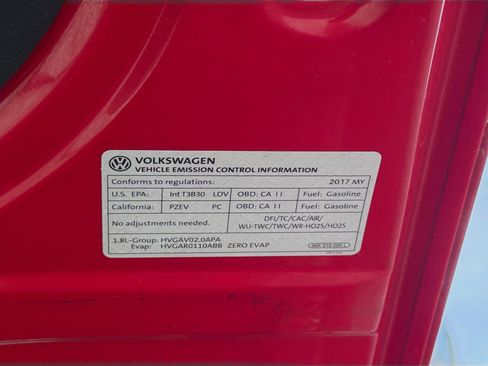 VOLKSWAGEN
VEHICLE EMISSION CONTROL INFORMATION
Conforms to regulations: 2017 MY
U.S. EPA: Int T3B30 LDV OBD: CA II Fuel: Gasoline
California: PZEV PC OBD: CA II Fuel: Gasoline
No adjustments needed. DFI/TC/CAC/AIR/
WU-TWC/TWC/WR-HO2S/HO2S
1.8L-Group: HVGAV02.0APA
Evap: HVGAR0110ABB ZERO EVAP